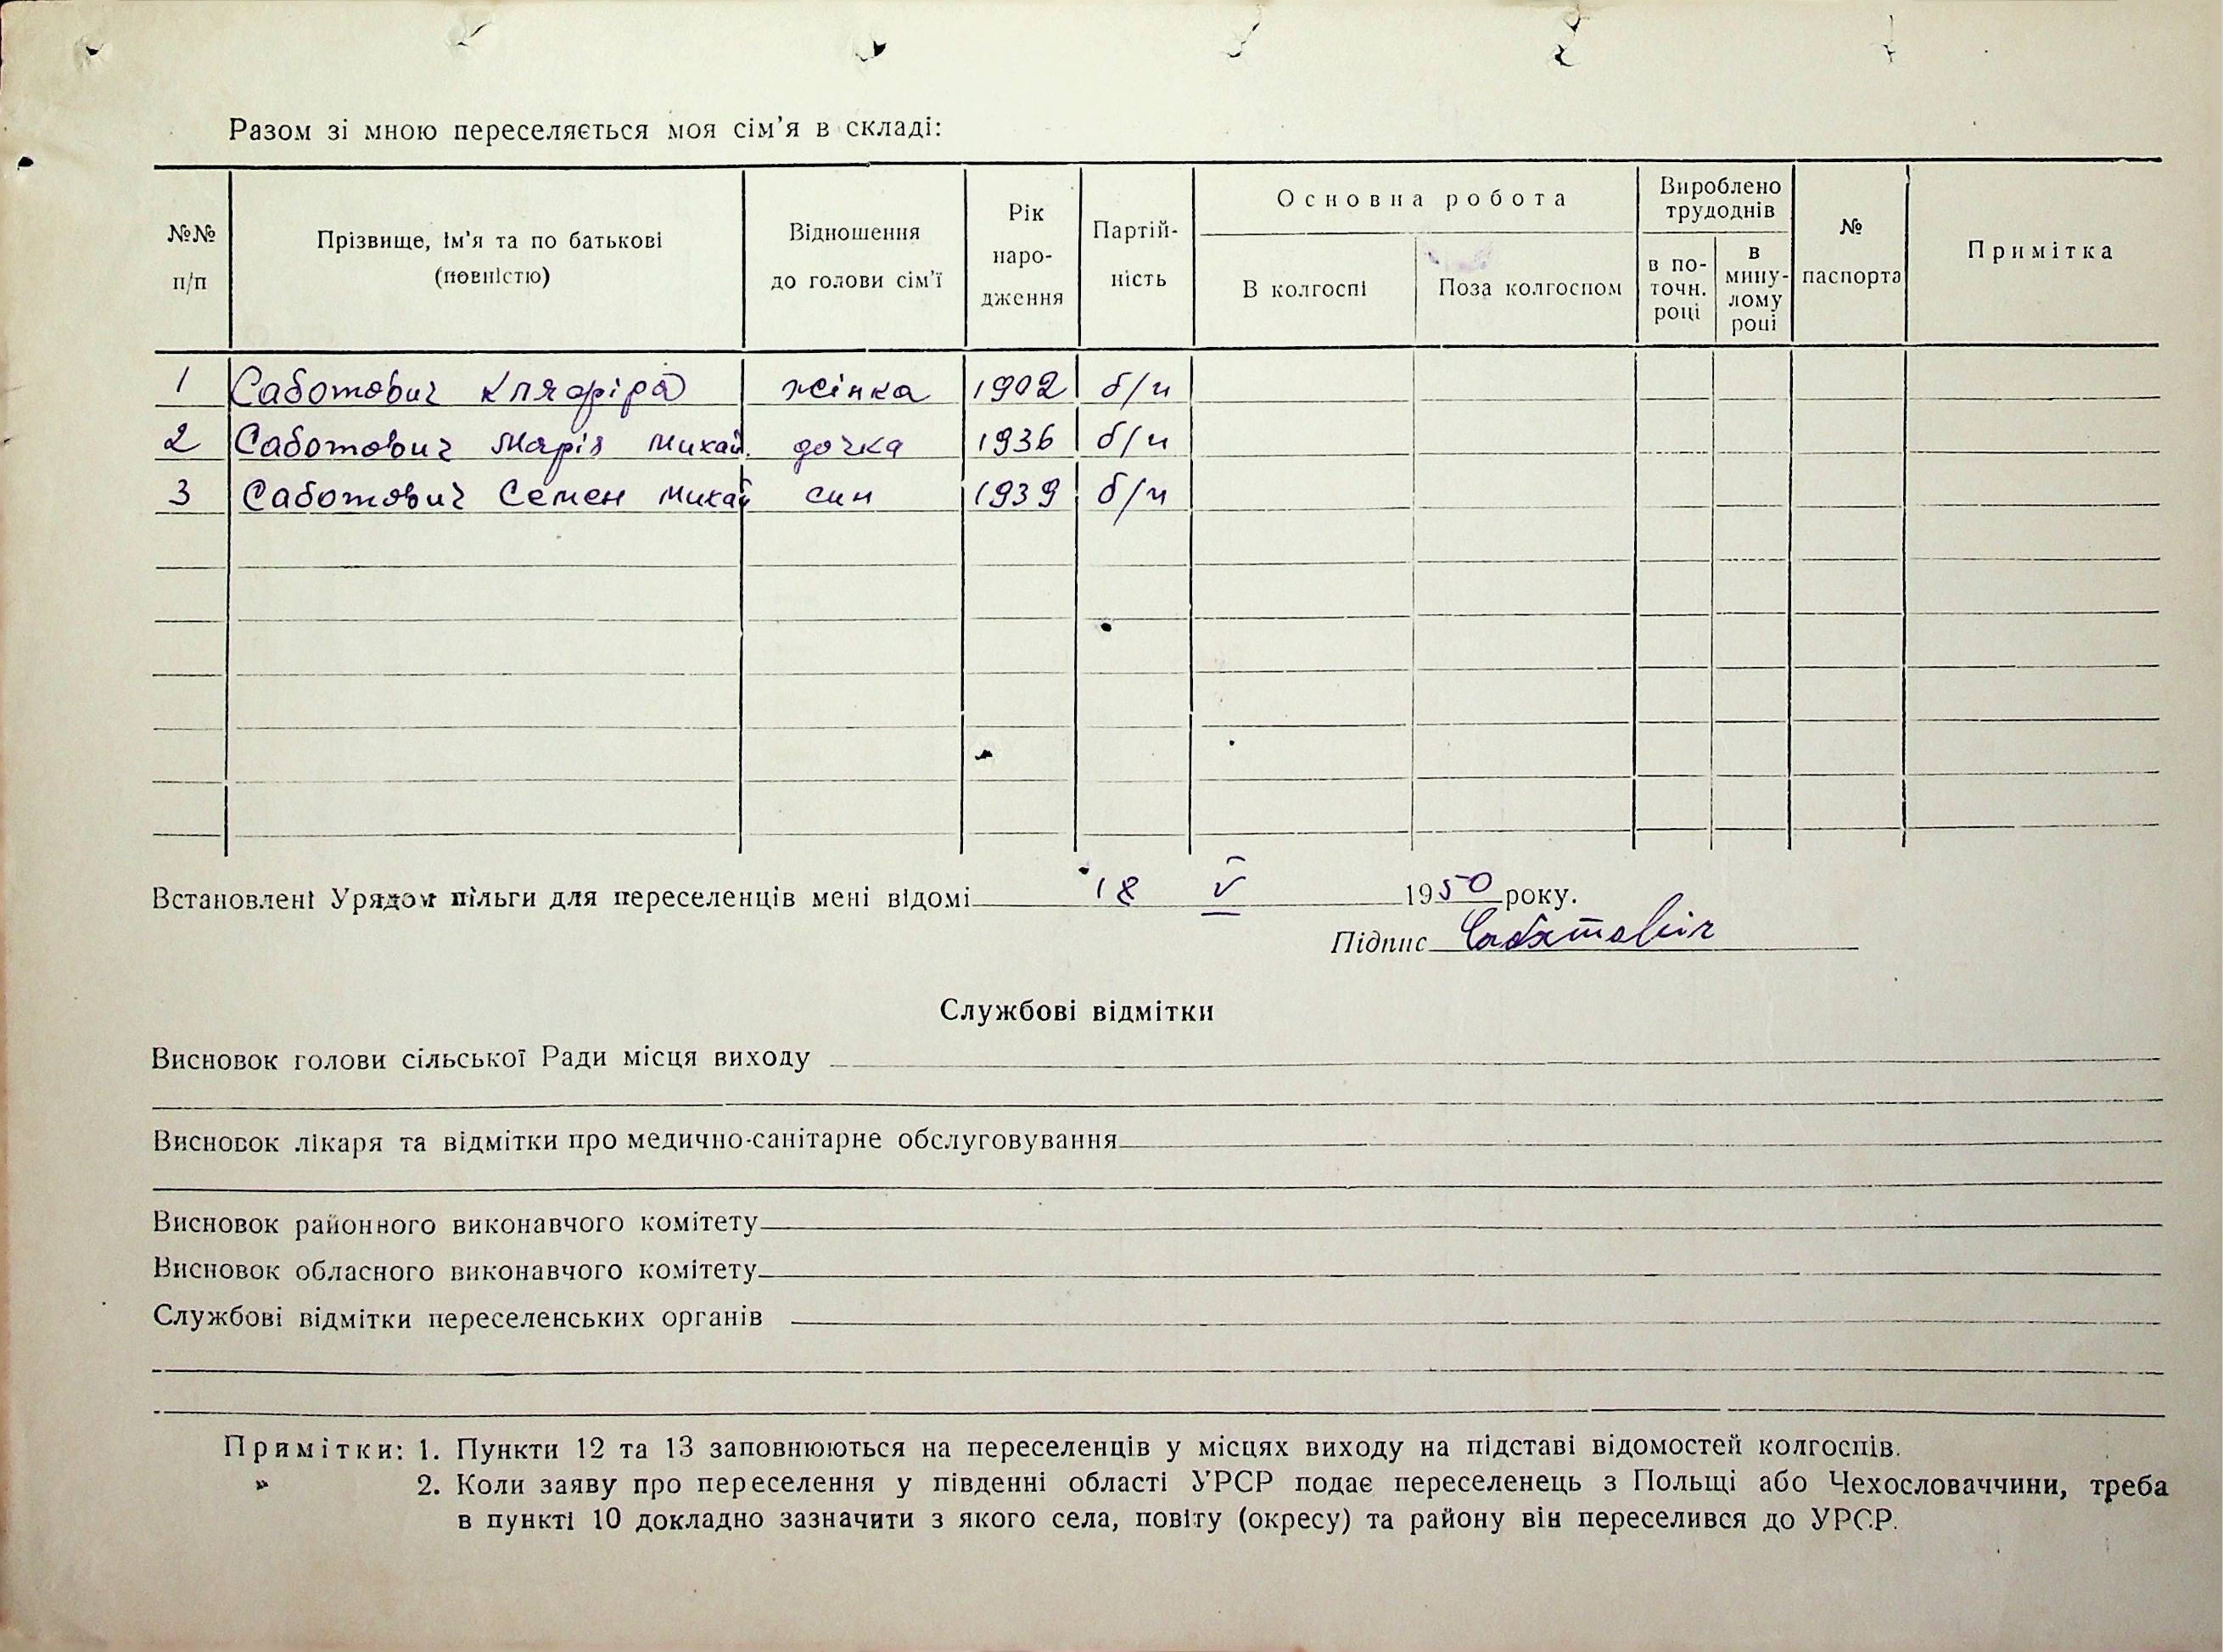 Разом зі мною переселяється моя сім'я в складі:
№№ п/п
Прізвище, ім'я та по батькові (повністю)
Відношення до голови сім'ї
Рік народження
Партійність
Основна робота
В колгоспі
Поза колгоспом
Вироблено трудоднів
в поточн. році
в минулому році
№ паспорта
Примітка
1 Саботович Кляфіра жінка 1902 б/п
2 Саботович Марія Михай. дочка 1936 б/п
3 Саботович Семен Михай син 1939 б/п
Встановлені Урядом пільги для переселенців мені відомі 18 V 1950 року.
Підпис Саботовіч
Службові відмітки
Висновок голови сільської Ради місця виходу
Висновок лікаря та відмітки про медично-санітарне обслуговування
Висновок районного виконавчого комітету
Висновок обласного виконавчого комітету
Службові відмітки переселенських органів
Примітки: 1. Пункти 12 та 13 заповнюються на переселенців у місцях виходу на підставі відомостей колгоспів.
" 2. Коли заяву про переселення у південні області УРСР подає переселенець з Польщі або Чехословаччини, треба
в пункті 10 докладно зазначити з якого села, повіту (окресу) та району він переселився до УРСР.